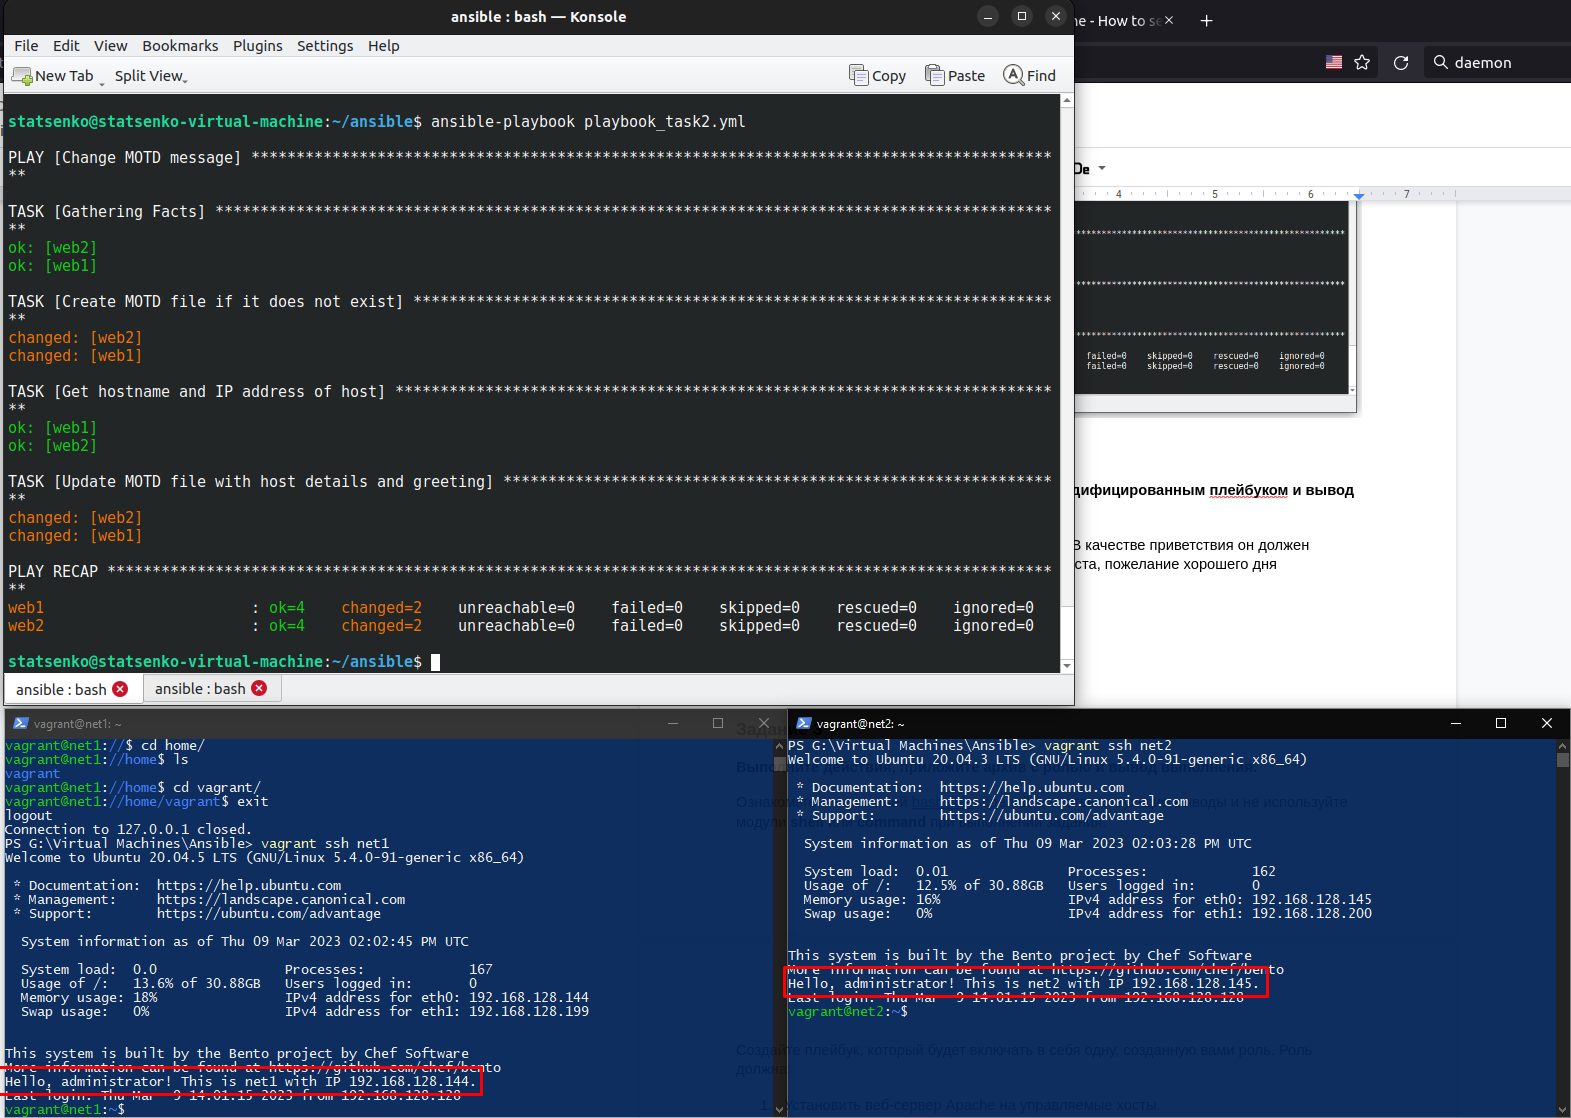 ansible : bash — Konsole
ne - How to se
File Edit View Bookmarks Plugins Settings Help
New Tab Split View Copy Paste Find
daemon
statsenko@statsenko-virtual-machine:~/ansible$ ansible-playbook playbook_task2.yml
PLAY [Change MOTD message] *****************************************************************************************
**
TASK [Gathering Facts] *********************************************************************************************
**
ok: [web2]
ok: [web1]
TASK [Create MOTD file if it does not exist] ***********************************************************************
**
changed: [web2]
changed: [web1]
TASK [Get hostname and IP address of host] *************************************************************************
**
ok: [web1]
ok: [web2]
TASK [Update MOTD file with host details and greeting] *************************************************************
**
changed: [web2]
changed: [web1]
PLAY RECAP *********************************************************************************************************
**
web1 : ok=4 changed=2 unreachable=0 failed=0 skipped=0 rescued=0 ignored=0
web2 : ok=4 changed=2 unreachable=0 failed=0 skipped=0 rescued=0 ignored=0
statsenko@statsenko-virtual-machine:~/ansible$
ansible : bash ansible : bash
De
4 5 6 7
failed=0 skipped=0 rescued=0 ignored=0
failed=0 skipped=0 rescued=0 ignored=0
дифицированным плейбуком и вывод
В качестве приветствия он должен
ста, пожелание хорошего дня
vagrant@net1: ~
vagrant@net1://$ cd home/
vagrant@net1://home$ ls
vagrant
vagrant@net1://home$ cd vagrant/
vagrant@net1://home/vagrant$ exit
logout
Connection to 127.0.0.1 closed.
PS G:\Virtual Machines\Ansible> vagrant ssh net1
Welcome to Ubuntu 20.04.5 LTS (GNU/Linux 5.4.0-91-generic x86_64)
* Documentation: https://help.ubuntu.com
* Management: https://landscape.canonical.com
* Support: https://ubuntu.com/advantage
System information as of Thu 09 Mar 2023 02:02:45 PM UTC
System load: 0.0 Processes: 167
Usage of /: 13.6% of 30.88GB Users logged in: 0
Memory usage: 18% IPv4 address for eth0: 192.168.128.144
Swap usage: 0% IPv4 address for eth1: 192.168.128.199
This system is built by the Bento project by Chef Software
More information can be found at https://github.com/chef/bento
Hello, administrator! This is net1 with IP 192.168.128.144.
Last login: Thu Mar 9 14:01:15 2023 from 192.168.128.128
vagrant@net1:~$
vagrant@net2: ~
PS G:\Virtual Machines\Ansible> vagrant ssh net2
Welcome to Ubuntu 20.04.3 LTS (GNU/Linux 5.4.0-91-generic x86_64)
* Documentation: https://help.ubuntu.com
* Management: https://landscape.canonical.com
* Support: https://ubuntu.com/advantage
System information as of Thu 09 Mar 2023 02:03:28 PM UTC
System load: 0.01 Processes: 162
Usage of /: 12.5% of 30.88GB Users logged in: 0
Memory usage: 16% IPv4 address for eth0: 192.168.128.145
Swap usage: 0% IPv4 address for eth1: 192.168.128.200
This system is built by the Bento project by Chef Software
More information can be found at https://github.com/chef/bento
Hello, administrator! This is net2 with IP 192.168.128.145.
Last login: Thu Mar 9 14:01:15 2023 from 192.168.128.128
vagrant@net2:~$
Создайте плейбук, который будет включать в себя одну, созданную вами роль. Роль
должна
1. Установить веб-сервер Apache на управляемые хосты.